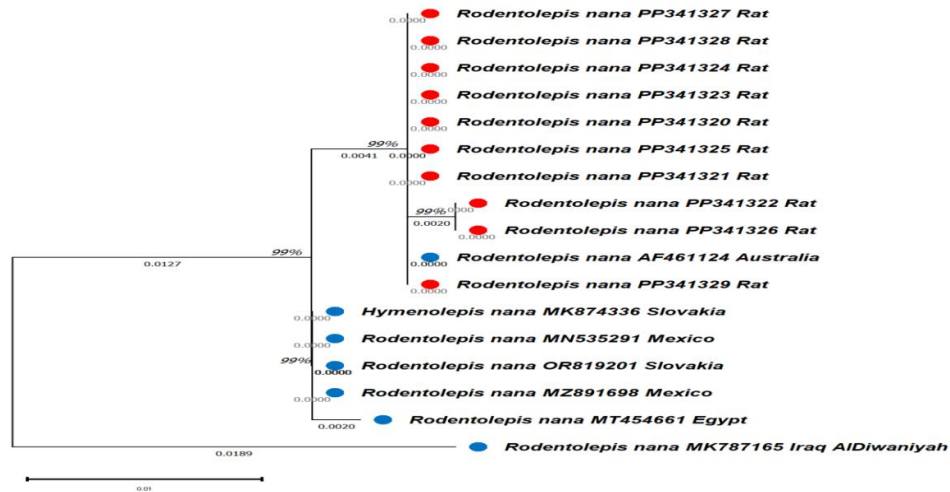 Rodentolepis nana PP341327 Rat
0.0000
Rodentolepis nana PP341328 Rat
0.0000
Rodentolepis nana PP341324 Rat
0.0000
Rodentolepis nana PP341323 Rat
0.0000
Rodentolepis nana PP341320 Rat
0.0000
99%
Rodentolepis nana PP341325 Rat
0.0041 0.0000
Rodentolepis nana PP341321 Rat
0.0000
Rodentolepis nana PP341322 Rat
99% 0.0000
0.0020
Rodentolepis nana PP341326 Rat
0.0000
99%
Rodentolepis nana AF461124 Australia
0.0127 0.0000
Rodentolepis nana PP341329 Rat
0.0000
Hymenolepis nana MK874336 Slovakia
0.0000
Rodentolepis nana MN535291 Mexico
0.0000
99%
Rodentolepis nana OR819201 Slovakia
0.0000
Rodentolepis nana MZ891698 Mexico
0.0000
Rodentolepis nana MT454661 Egypt
0.0020
Rodentolepis nana MK787165 Iraq AlDiwaniyah
0.0189
0.01